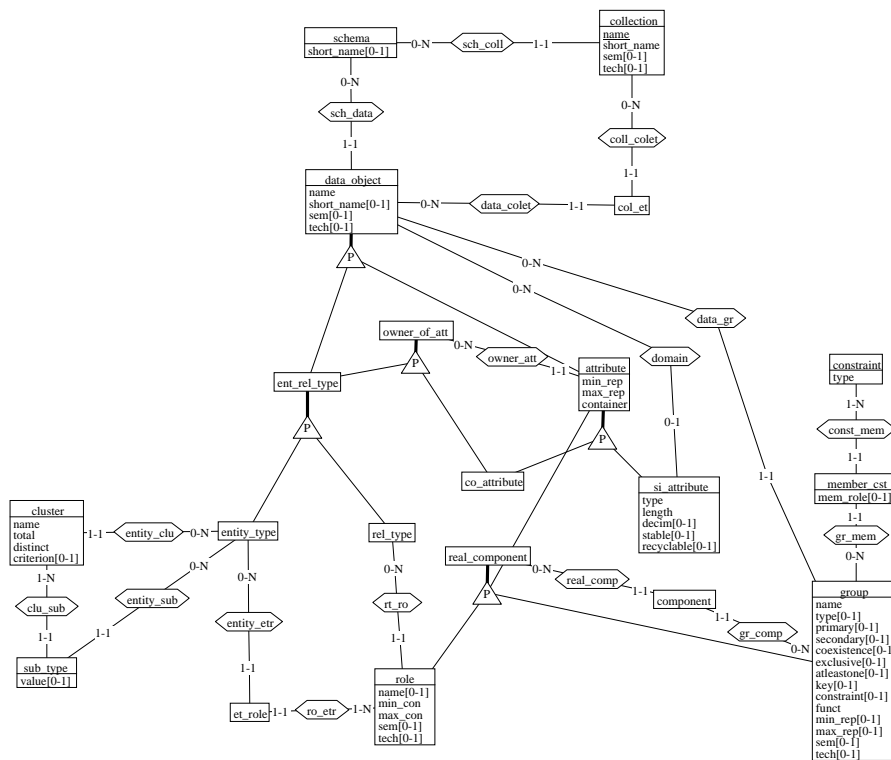 schema
short_name[0-1]
0-N
sch_coll
1-1
collection
name
short_name
sem[0-1]
tech[0-1]
0-N
sch_data
1-1
0-N
coll_colet
1-1
data_object
name
short_name[0-1]
sem[0-1]
tech[0-1]
0-N
data_colet
1-1
col_et
P
0-N
0-N
data_gr
owner_of_att
0-N
owner_att
1-1
domain
P
ent_rel_type
attribute
min_rep
max_rep
container
constraint
type
P
P
0-1
1-N
const_mem
1-1
1-1
co_attribute
si_attribute
type
length
decim[0-1]
stable[0-1]
recyclable[0-1]
member_cst
mem_role[0-1]
1-1
gr_mem
0-N
cluster
name
total
distinct
criterion[0-1]
1-1
entity_clu
0-N
entity_type
rel_type
real_component
0-N
real_comp
1-1
component
1-1
gr_comp
0-N
P
1-N
clu_sub
1-1
0-N
entity_sub
1-1
0-N
entity_etr
1-1
0-N
rt_ro
1-1
sub_type
value[0-1]
et_role
1-1
ro_etr
1-N
role
name[0-1]
min_con
max_con
sem[0-1]
tech[0-1]
group
name
type[0-1]
primary[0-1]
secondary[0-1]
coexistence[0-1]
exclusive[0-1]
atleastone[0-1]
key[0-1]
constraint[0-1]
funct
min_rep[0-1]
max_rep[0-1]
sem[0-1]
tech[0-1]